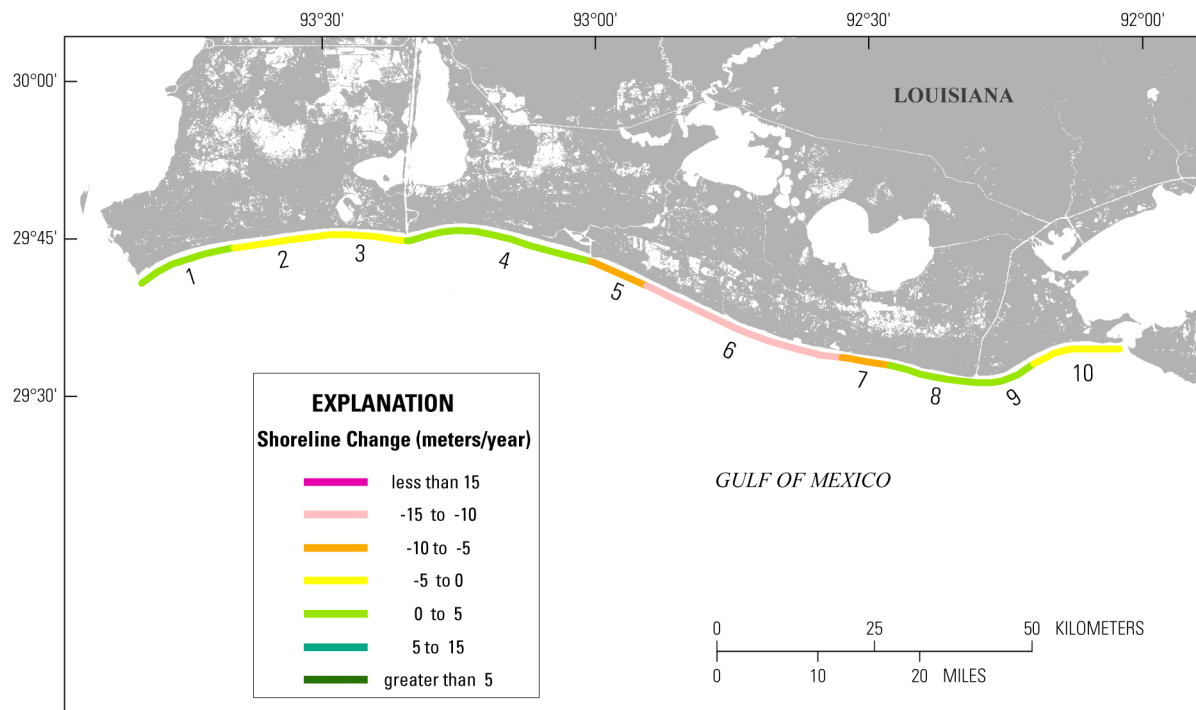 93°30' 93°00' 92°30' 92°00'
30°00'
LOUISIANA
29°45'
1 2 3 4 5 6 7 8 9 10
29°30'
EXPLANATION
Shoreline Change (meters/year)
less than 15
-15 to -10
-10 to -5
-5 to 0
0 to 5
5 to 15
greater than 5
GULF OF MEXICO
0 25 50 KILOMETERS
0 10 20 MILES